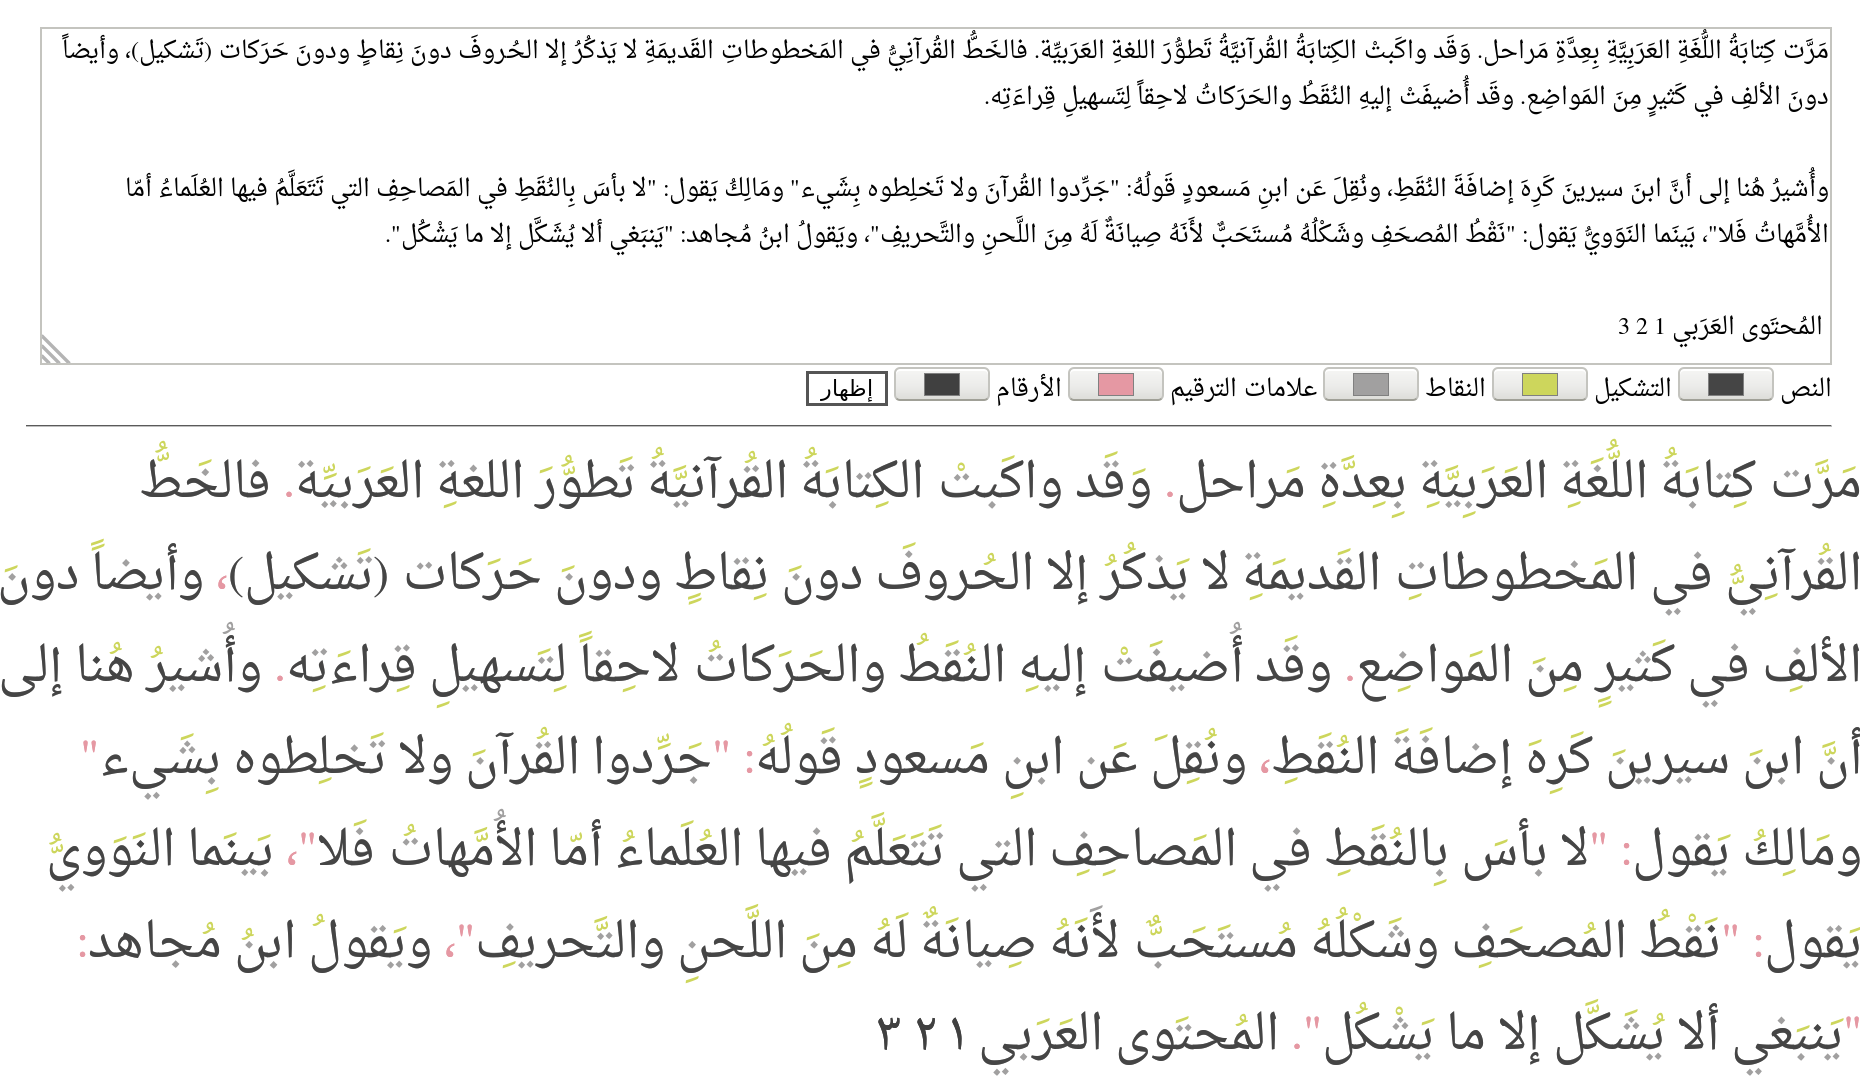 مَرَّت كِتابَةُ اللُّغَةِ العَرَبِيَّةِ بِعِدَّةِ مَراحل. وَقَد واكَبتْ الكِتابَةُ القُرآنيَّةُ تَطوُّرَ اللغةِ العَرَبيِّة. فالخَطُّ القُرآنِيُّ في المَخطوطاتِ القَديمَةِ لا يَذكُرُ إلا الحُروفَ دونَ نِقاطٍ ودونَ حَرَكات (تَشكيل)، وأيضاً
دونَ الألفِ في كَثيرٍ مِنَ المَواضِع. وقَد أُضيفَتْ إليهِ النُقَطُ والحَرَكاتُ لاحِقاً لِتَسهيلِ قِراءَتِه.
وأُشيرُ هُنا إلى أنَّ ابنَ سيرينَ كَرِهَ إضافَةَ النُقَطِ، ونُقِلَ عَن ابنِ مَسعودٍ قَولُهُ: "جَرِّدوا القُرآنَ ولا تَخلِطوه بِشَيء" ومَالِكُ يَقول: "لا بأسَ بِالنُقَطِ في المَصاحِفِ التي تَتَعَلَّمُ فيها العُلَماءُ أمّا
الأُمَّهاتُ فَلا"، بَينَما النَوَويُّ يَقول: "نَقْطُ المُصحَفِ وشَكْلُهُ مُستَحَبٌّ لأَنَهُ صِيانَةٌ لَهُ مِنَ اللَّحنِ والتَّحريفِ"، ويَقولُ ابنُ مُجاهد: "يَنبَغي ألا يُشَكَّل إلا ما يَشْكُل".
المُحتَوى العَرَبي 1 2 3
النص التشكيل النقاط علامات الترقيم الأرقام إظهار
مَرَّت كِتابَةُ اللُّغَةِ العَرَبِيَّةِ بِعِدَّةِ مَراحل. وَقَد واكَبتْ الكِتابَةُ القُرآنيَّةُ تَطوُّرَ اللغةِ العَرَبيِّة. فالخَطُّ
القُرآنِيُّ في المَخطوطاتِ القَديمَةِ لا يَذكُرُ إلا الحُروفَ دونَ نِقاطٍ ودونَ حَرَكات (تَشكيل)، وأيضاً دونَ
الألفِ في كَثيرٍ مِنَ المَواضِع. وقَد أُضيفَتْ إليهِ النُقَطُ والحَرَكاتُ لاحِقاً لِتَسهيلِ قِراءَتِه. وأُشيرُ هُنا إلى
أنَّ ابنَ سيرينَ كَرِهَ إضافَةَ النُقَطِ، ونُقِلَ عَن ابنِ مَسعودٍ قَولُهُ: "جَرِّدوا القُرآنَ ولا تَخلِطوه بِشَيء"
ومَالِكُ يَقول: "لا بأسَ بِالنُقَطِ في المَصاحِفِ التي تَتَعَلَّمُ فيها العُلَماءُ أمّا الأُمَّهاتُ فَلا"، بَينَما النَوَويُّ
يَقول: "نَقْطُ المُصحَفِ وشَكْلُهُ مُستَحَبٌّ لأَنَهُ صِيانَةٌ لَهُ مِنَ اللَّحنِ والتَّحريفِ"، ويَقولُ ابنُ مُجاهد:
"يَنبَغي ألا يُشَكَّل إلا ما يَشْكُل". المُحتَوى العَرَبي ١ ٢ ٣